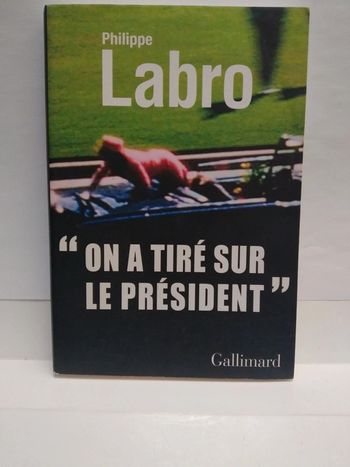 Philippe
Labro
“ ON A TIRÉ SUR
LE PRÉSIDENT ”
Gallimard